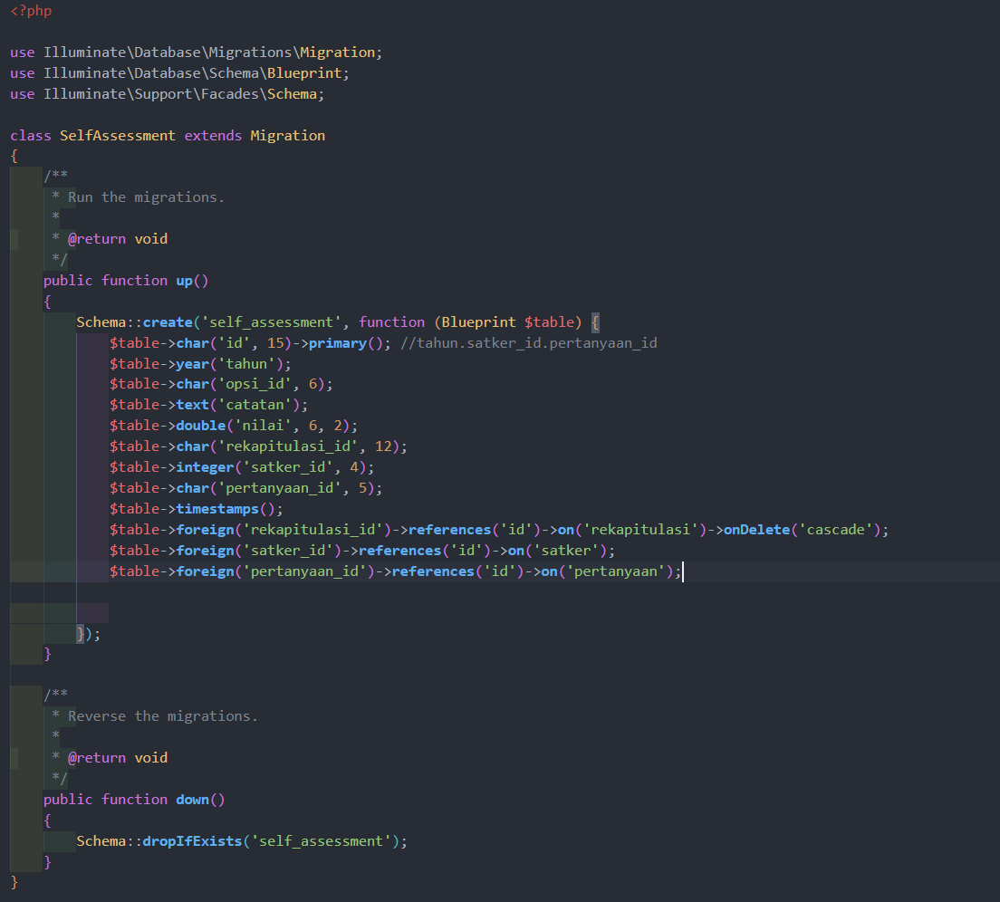 <?php
use Illuminate\Database\Migrations\Migration;
use Illuminate\Database\Schema\Blueprint;
use Illuminate\Support\Facades\Schema;
class SelfAssessment extends Migration
{
    /**
     * Run the migrations.
     *
     * @return void
     */
    public function up()
    {
        Schema::create('self_assessment', function (Blueprint $table) {
            $table->char('id', 15)->primary(); //tahun.satker_id.pertanyaan_id
            $table->year('tahun');
            $table->char('opsi_id', 6);
            $table->text('catatan');
            $table->double('nilai', 6, 2);
            $table->char('rekapitulasi_id', 12);
            $table->integer('satker_id', 4);
            $table->char('pertanyaan_id', 5);
            $table->timestamps();
            $table->foreign('rekapitulasi_id')->references('id')->on('rekapitulasi')->onDelete('cascade');
            $table->foreign('satker_id')->references('id')->on('satker');
            $table->foreign('pertanyaan_id')->references('id')->on('pertanyaan');
        });
    }
    /**
     * Reverse the migrations.
     *
     * @return void
     */
    public function down()
    {
        Schema::dropIfExists('self_assessment');
    }
}